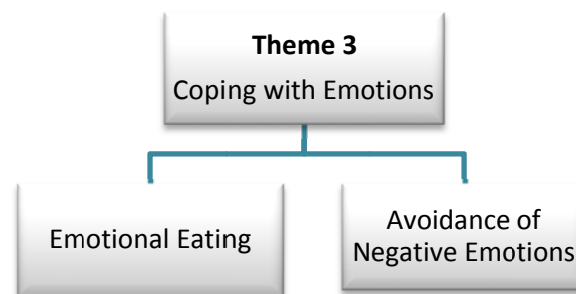 Theme 3
Coping with Emotions
Emotional Eating
Avoidance of
Negative Emotions